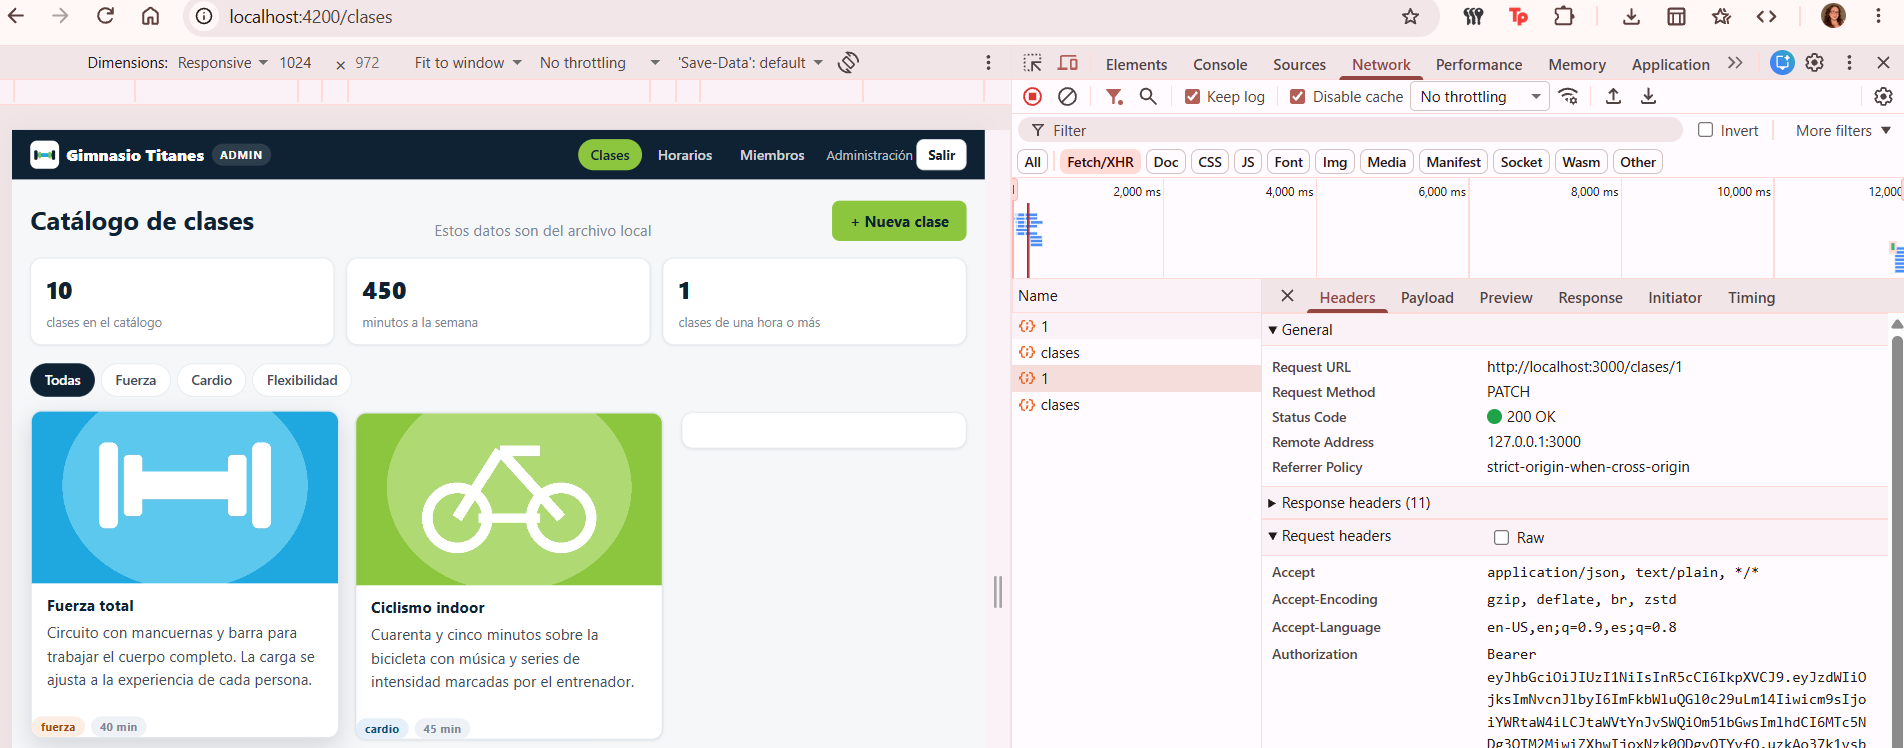 localhost:4200/clases
Dimensions: Responsive 1024 × 972 Fit to window No throttling 'Save-Data': default
Elements Console Sources Network Performance Memory Application
Keep log Disable cache No throttling
Filter Invert More filters
All Fetch/XHR Doc CSS JS Font Img Media Manifest Socket Wasm Other
2,000 ms 4,000 ms 6,000 ms 8,000 ms 10,000 ms 12,00
Gimnasio Titanes ADMIN Clases Horarios Miembros Administración Salir
Catálogo de clases Estos datos son del archivo local + Nueva clase
10 450 1
clases en el catálogo minutos a la semana clases de una hora o más
Todas Fuerza Cardio Flexibilidad
Fuerza total
Circuito con mancuernas y barra para
trabajar el cuerpo completo. La carga se
ajusta a la experiencia de cada persona.
fuerza 40 min
Ciclismo indoor
Cuarenta y cinco minutos sobre la
bicicleta con música y series de
intensidad marcadas por el entrenador.
cardio 45 min
Name
1
clases
1
clases
Headers Payload Preview Response Initiator Timing
General
Request URL http://localhost:3000/clases/1
Request Method PATCH
Status Code 200 OK
Remote Address 127.0.0.1:3000
Referrer Policy strict-origin-when-cross-origin
Response headers (11)
Request headers Raw
Accept application/json, text/plain, */*
Accept-Encoding gzip, deflate, br, zstd
Accept-Language en-US,en;q=0.9,es;q=0.8
Authorization Bearer
eyJhbGciOiJIUzI1NiIsInR5cCI6IkpXVCJ9.eyJzdWIiO
jksImNvcnJlbyI6ImFkbWluQGl0c29uLm14Iiwicm9sIjo
iYWRtaW4iLCJtaWVtYnJvSWQiOm51bGwsImlhdCI6MTc5N